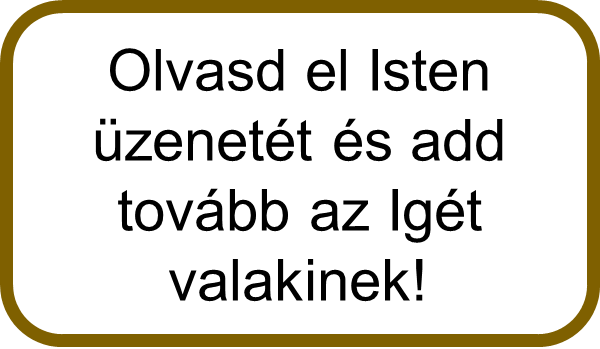 Olvasd el Isten
üzenetét és add
tovább az Igét
valakinek!